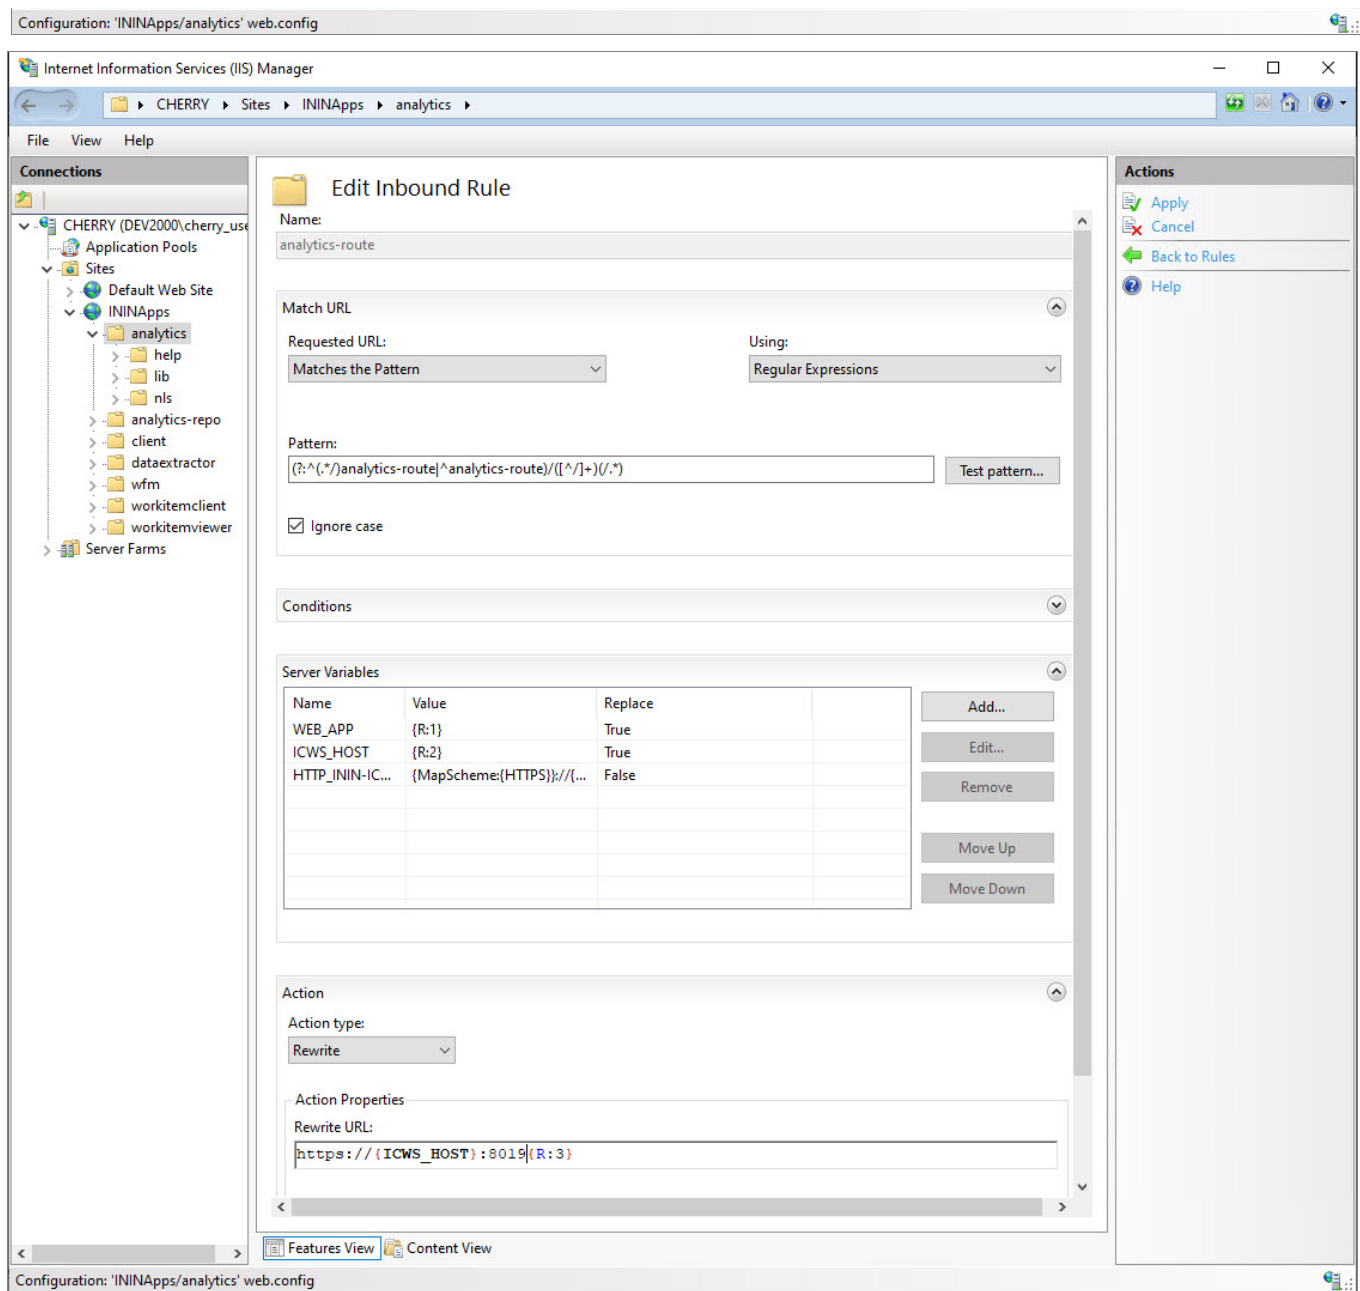 Configuration: 'ININApps/analytics' web.config
Internet Information Services (IIS) Manager
CHERRY Sites ININApps analytics
File View Help
Connections
CHERRY (DEV2000\cherry_use
Application Pools
Sites
Default Web Site
ININApps
analytics
help
lib
nls
analytics-repo
client
dataextractor
wfm
workitemclient
workitemviewer
Server Farms
Edit Inbound Rule
Name:
analytics-route
Match URL
Requested URL: Using:
Matches the Pattern Regular Expressions
Pattern:
(?:^(.*/)analytics-route|^analytics-route)/([^/]+)(/.*) Test pattern...
Ignore case
Conditions
Server Variables
Name Value Replace
WEB_APP {R:1} True
ICWS_HOST {R:2} True
HTTP_ININ-IC... {MapScheme:{HTTPS}}://{... False
Add...
Edit...
Remove
Move Up
Move Down
Action
Action type:
Rewrite
Action Properties
Rewrite URL:
https://{ICWS_HOST}:8019{R:3}
Features View Content View
Actions
Apply
Cancel
Back to Rules
Help
Configuration: 'ININApps/analytics' web.config